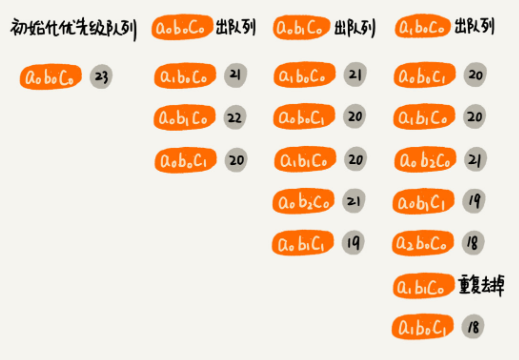 初始化优先级队列
a₀b₀C₀ 23
a₀b₀C₀ 出队列
a₁b₀C₀ 21
a₀b₁C₀ 22
a₀b₀C₁ 20
a₀b₁C₀ 出队列
a₁b₀C₀ 21
a₀b₀C₁ 20
a₁b₁C₀ 20
a₀b₂C₀ 21
a₀b₁C₁ 19
a₁b₀C₀ 出队列
a₀b₀C₁ 20
a₁b₁C₀ 20
a₀b₂C₀ 21
a₀b₁C₁ 19
a₂b₀C₀ 18
a₁b₁C₀ 重复去掉
a₁b₀C₁ 18